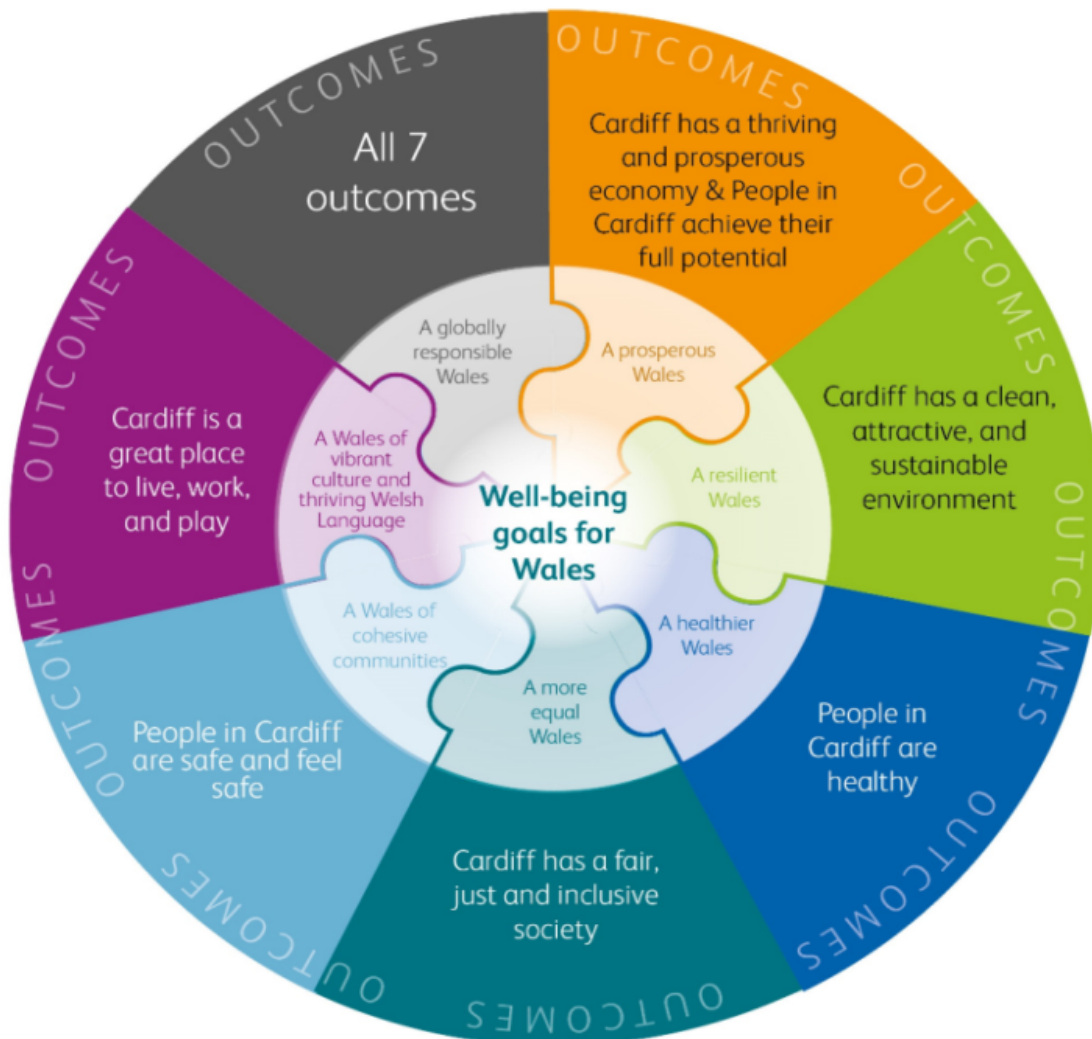 OUTCOMES
All 7
outcomes
OUTCOMES
Cardiff has a thriving
and prosperous
economy & People in
Cardiff achieve their
full potential
OUTCOMES
Cardiff has a clean,
attractive, and
sustainable
environment
OUTCOMES
People in
Cardiff are
healthy
OUTCOMES
Cardiff has a fair,
just and inclusive
society
OUTCOMES
OUTCOMES
People in Cardiff
are safe and feel
safe
OUTCOMES
OUTCOMES
Cardiff is a
great place
to live, work,
and play
OUTCOMES
A globally
responsible
Wales
A prosperous
Wales
A resilient
Wales
A healthier
Wales
A more
equal
Wales
A Wales of
cohesive
communities
A Wales of
vibrant
culture and
thriving Welsh
Language
Well-being
goals for
Wales
OUTCOMES